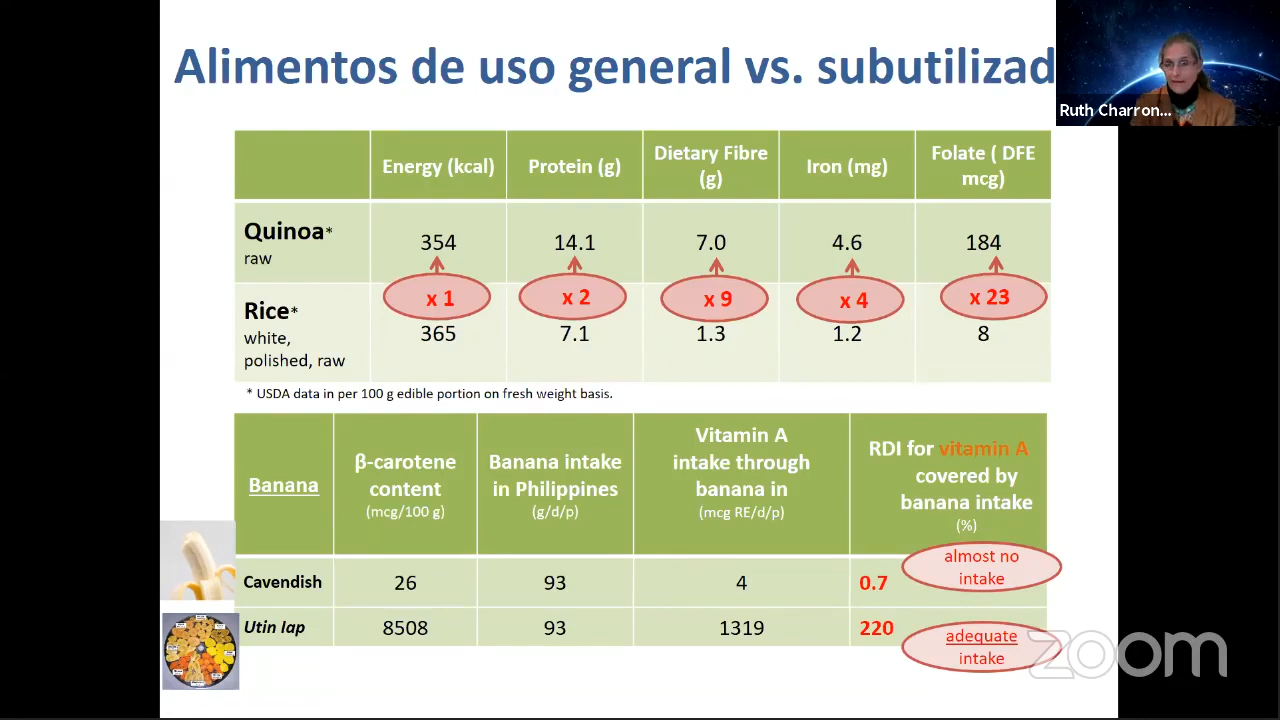 Alimentos de uso general vs. subutilizad
Ruth Charron...
Energy (kcal)
Protein (g)
Dietary Fibre
(g)
Iron (mg)
Folate ( DFE
mcg)
Quinoa*
raw
354
14.1
7.0
4.6
184
x 1
x 2
x 9
x 4
x 23
Rice*
white,
polished, raw
365
7.1
1.3
1.2
8
* USDA data in per 100 g edible portion on fresh weight basis.
Banana
β-carotene
content
(mcg/100 g)
Banana intake
in Philippines
(g/d/p)
Vitamin A
intake through
banana in
(mcg RE/d/p)
RDI for vitamin A
covered by
banana intake
(%)
Cavendish
26
93
4
0.7
almost no
intake
Utin Iap
8508
93
1319
220
adequate
intake
zoom